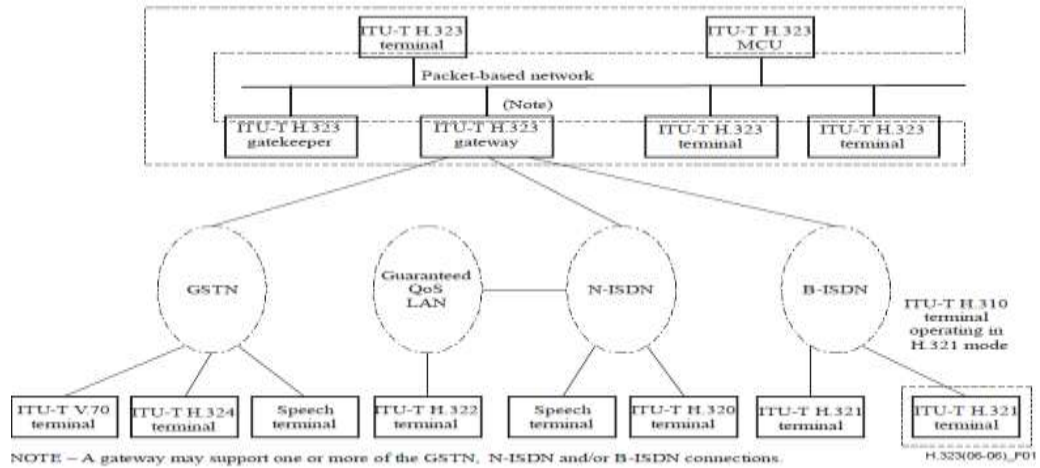 ITU-T H.323
terminal
ITU-T H.323
MCU
Packet-based network
(Note)
ITU-T H.323
gatekeeper
ITU-T H.323
gateway
ITU-T H.323
terminal
ITU-T H.323
terminal
GSTN
Guaranteed
QoS
LAN
N-ISDN
B-ISDN
ITU-T H.310
terminal
operating in
H.321 mode
ITU-T V.70
terminal
ITU-T H.324
terminal
Speech
terminal
ITU-T H.322
terminal
Speech
terminal
ITU-T H.320
terminal
ITU-T H.321
terminal
ITU-T H.321
terminal
NOTE – A gateway may support one or more of the GSTN, N-ISDN and/or B-ISDN connections.
H.323(06-06)_F01